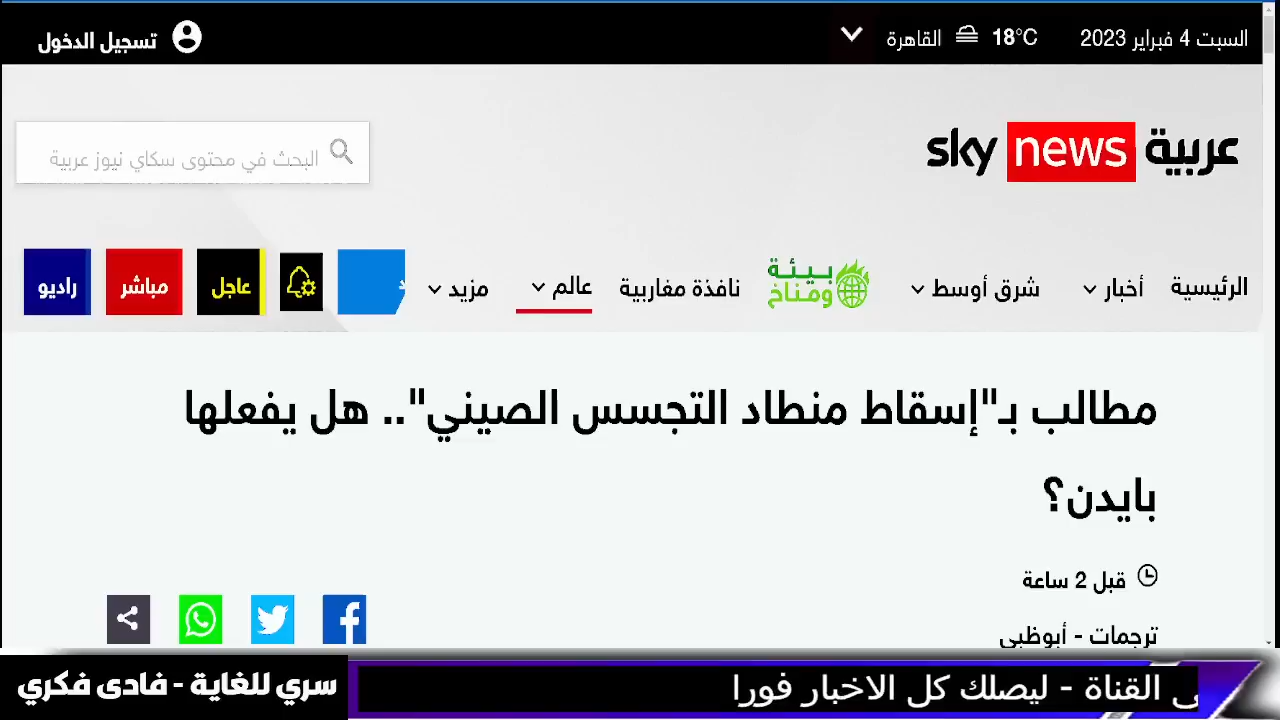 السبت 4 فبراير 2023 18°C القاهرة تسجيل الدخول
sky news عربية
البحث في محتوى سكاي نيوز عربية
الرئيسية أخبار شرق أوسط بيئة ومناخ نافذة مغاربية عالم مزيد عاجل مباشر راديو
مطالب بـ"إسقاط منطاد التجسس الصيني".. هل يفعلها
بايدن؟
قبل 2 ساعة
ترجمات - أبوظبي
القناة - ليصلك كل الاخبار فورا
سري للغاية - فادى فكري